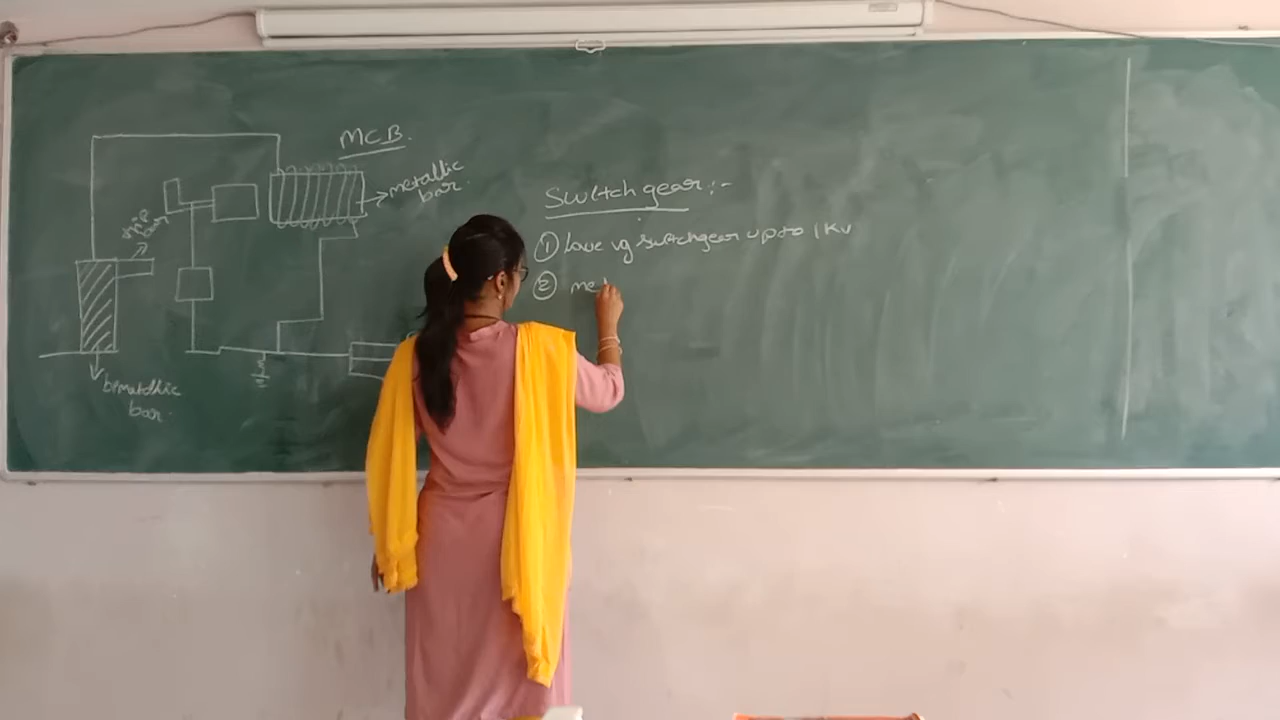 MCB.
metallic
bar.
trip
bar
bimetallic
bar.
Switchgear :-
① Low vg switchgear upto 1KV
② me